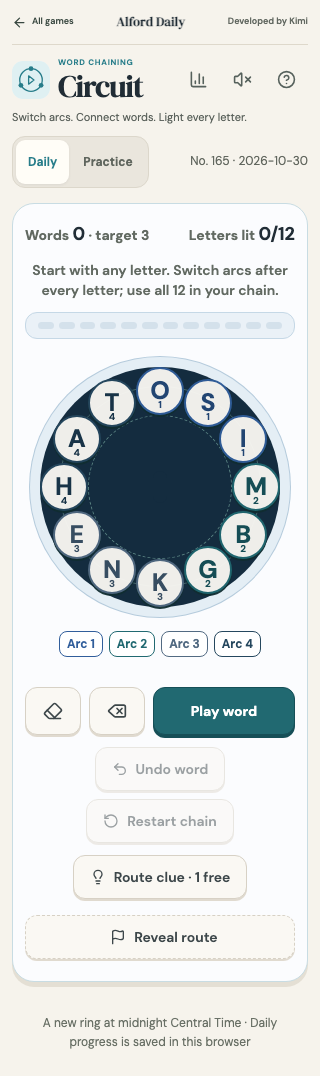 All games
Alford Daily
Developed by Kimi
WORD CHAINING
Circuit
Switch arcs. Connect words. Light every letter.
Daily
Practice
No. 165 · 2026-10-30
Words 0 · target 3
Letters lit 0/12
Start with any letter. Switch arcs after
every letter; use all 12 in your chain.
O
1
S
1
I
1
M
2
B
2
G
2
K
3
N
3
E
3
H
4
A
4
T
4
Arc 1
Arc 2
Arc 3
Arc 4
Play word
Undo word
Restart chain
Route clue · 1 free
Reveal route
A new ring at midnight Central Time · Daily
progress is saved in this browser